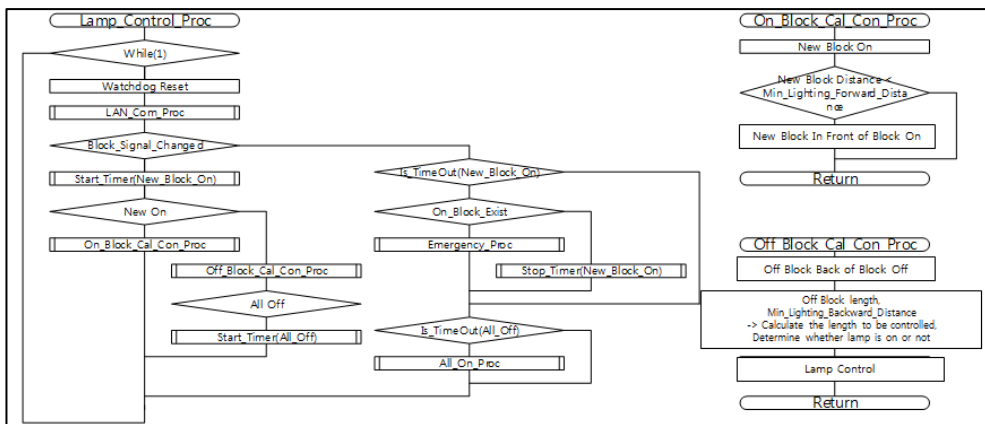 Lamp_Control_Proc
While(1)
Watchdog Reset
LAN_Com_Proc
Block_Signal_Changed
Start_Timer(New_Block_On)
New On
On_Block_Cal_Con_Proc
Off_Block_Cal_Con_Proc
All Off
Start_Timer(All_Off)
Is_TimeOut(New_Block_On)
On_Block_Exist
Emergency_Proc
Stop_Timer(New_Block_On)
Is_TimeOut(All_Off)
All_On_Proc
On_Block_Cal_Con_Proc
New Block On
New Block Distance <
Min_Lighting_Forward_Dista
nce
New Block In Front of Block On
Return
Off Block Cal Con Proc
Off Block Back of Block Off
Off Block length,
Min_Lighting_Backward_Distance
-> Calculate the length to be controlled,
Determine whether lamp is on or not
Lamp Control
Return